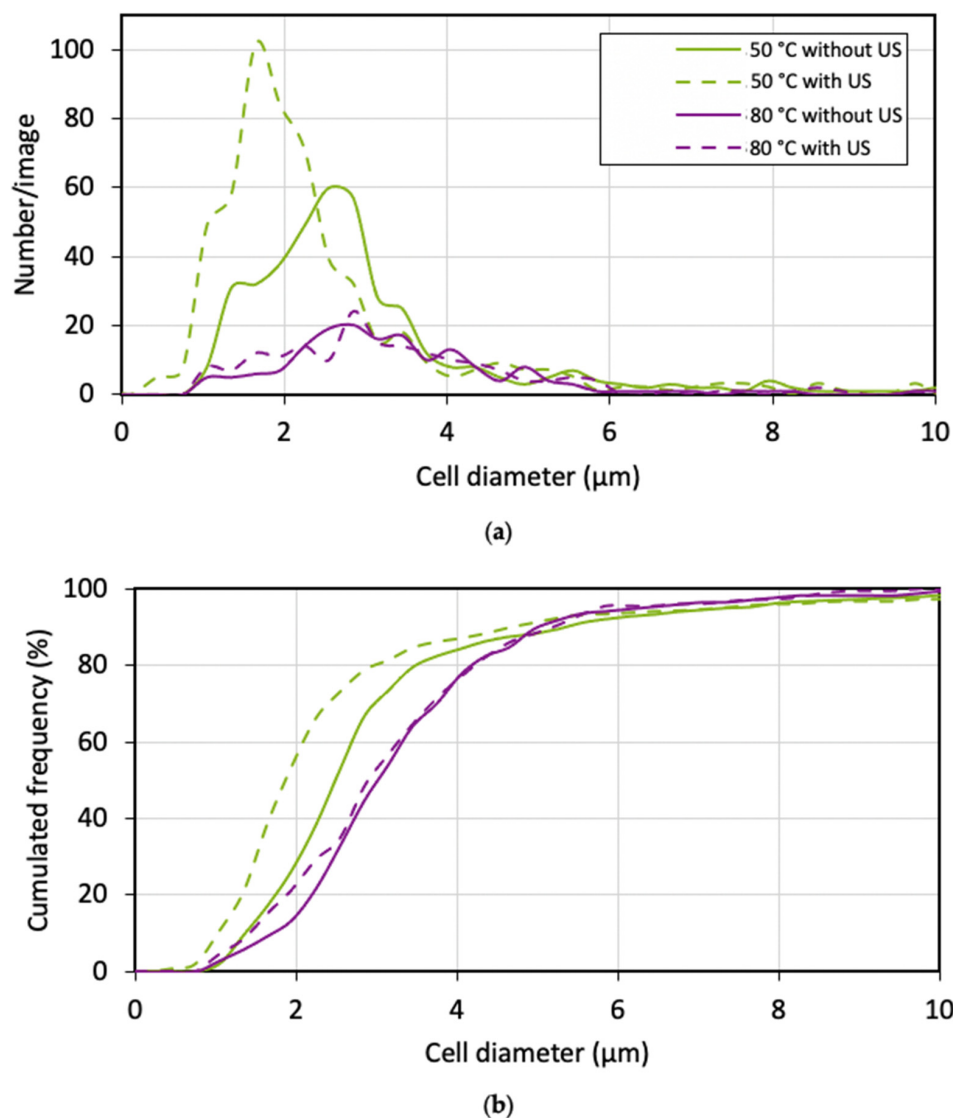 100
80
60
40
20
0
Number/image
50 °C without US
50 °C with US
80 °C without US
80 °C with US
0 2 4 6 8 10
Cell diameter (µm)
(a)
100
80
60
40
20
0
Cumulated frequency (%)
0 2 4 6 8 10
Cell diameter (µm)
(b)